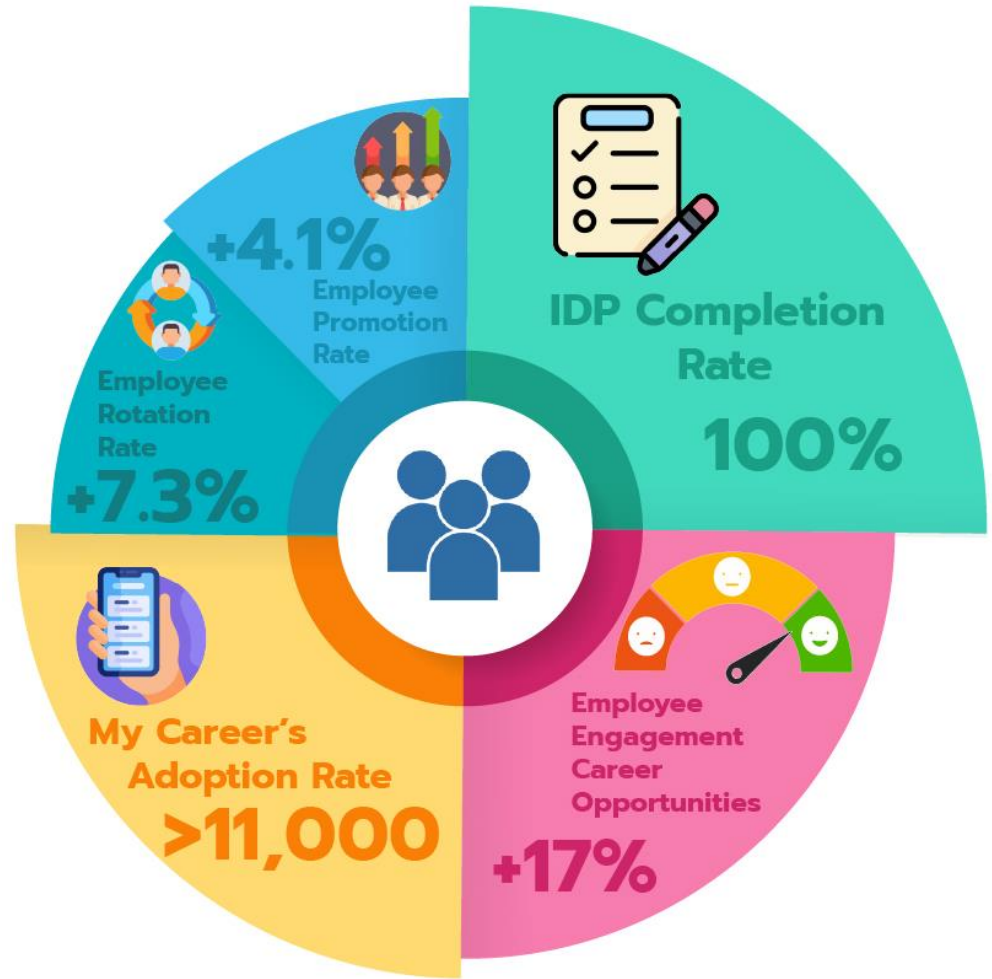 +4.1%
Employee
Promotion
Rate
IDP Completion
Rate
100%
Employee
Rotation
Rate
+7.3%
My Career’s
Adoption Rate
>11,000
Employee
Engagement
Career
Opportunities
+17%